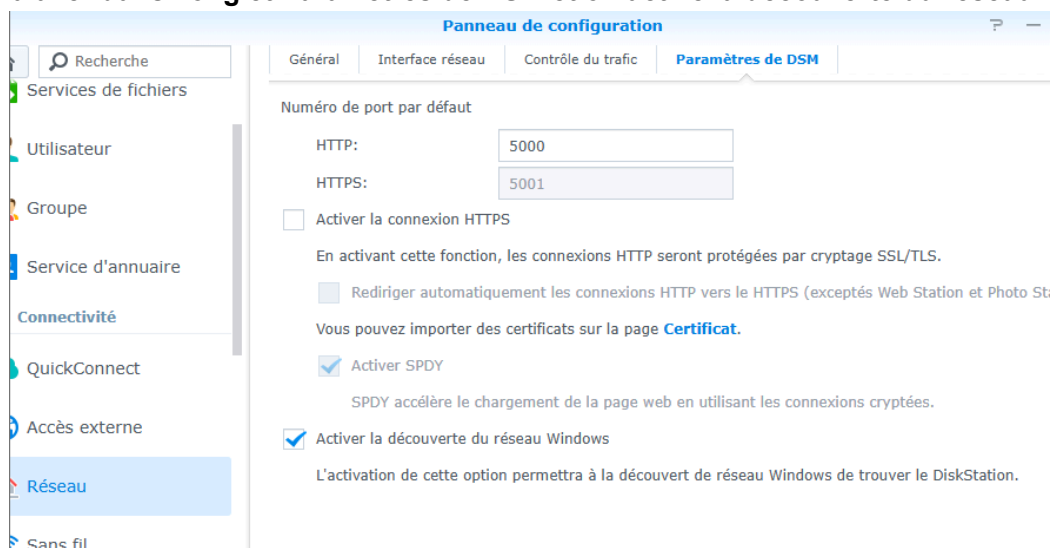 Panneau de configuration
Recherche
Général Interface réseau Contrôle du trafic Paramètres de DSM
Services de fichiers
Utilisateur
Groupe
Service d'annuaire
Connectivité
QuickConnect
Accès externe
Réseau
Sans fil
Numéro de port par défaut
HTTP: 5000
HTTPS: 5001
Activer la connexion HTTPS
En activant cette fonction, les connexions HTTP seront protégées par cryptage SSL/TLS.
Rediriger automatiquement les connexions HTTP vers le HTTPS (exceptés Web Station et Photo Sta
Vous pouvez importer des certificats sur la page Certificat.
Activer SPDY
SPDY accélère le chargement de la page web en utilisant les connexions cryptées.
Activer la découverte du réseau Windows
L'activation de cette option permettra à la découvert de réseau Windows de trouver le DiskStation.